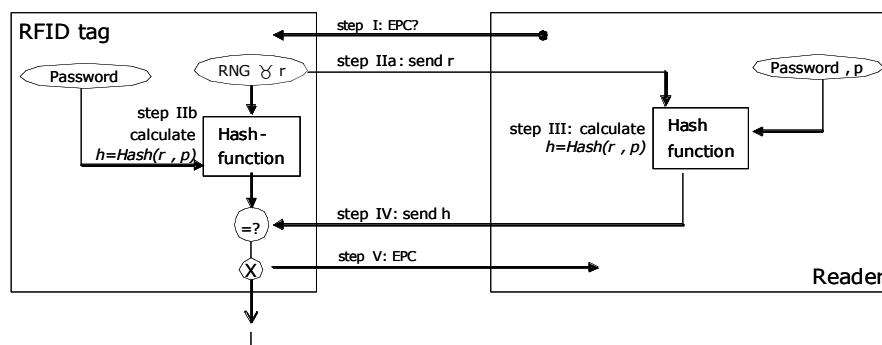 step I: EPC?
RFID tag
Password
RNG ♉ r
step IIa: send r
Password , p
step IIb
calculate
h=Hash(r , p)
Hash-
function
step III: calculate
h=Hash(r , p)
Hash
function
=?
step IV: send h
X
step V: EPC
Reader